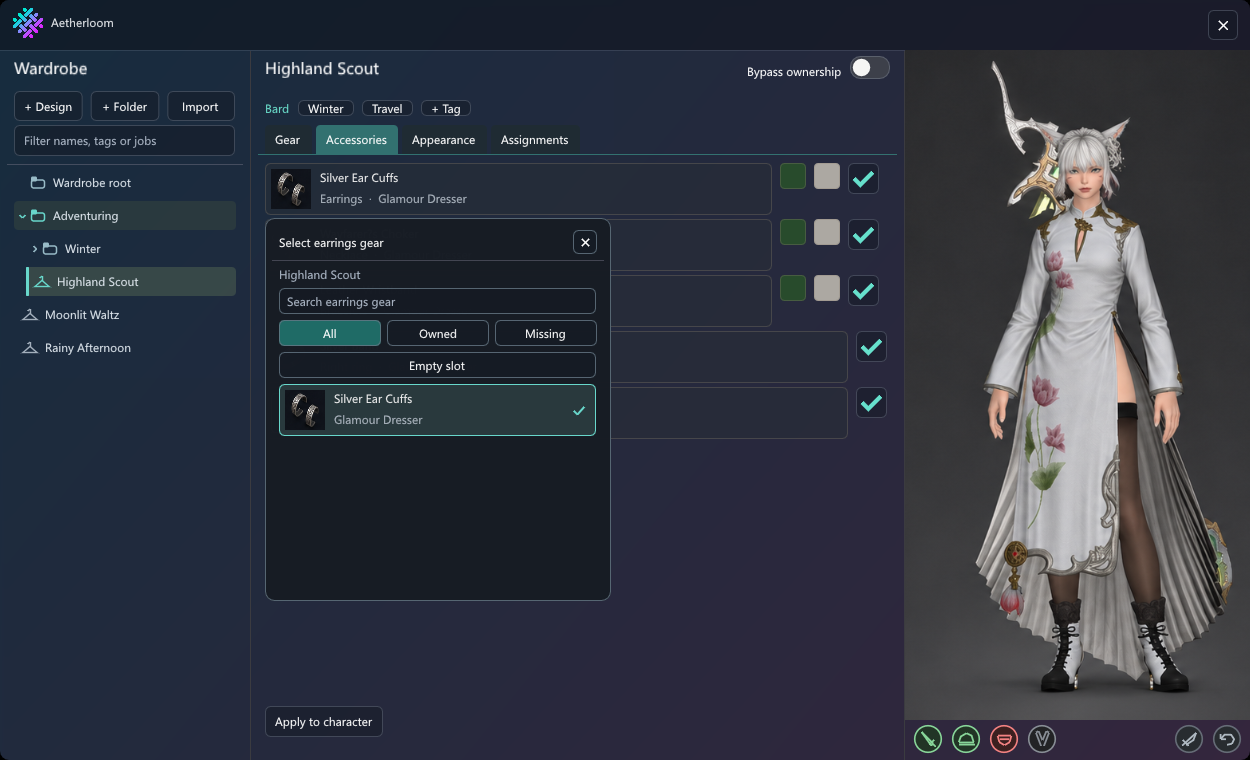 Aetherloom
Wardrobe
+ Design
+ Folder
Import
Filter names, tags or jobs
Wardrobe root
Adventuring
Winter
Highland Scout
Moonlit Waltz
Rainy Afternoon
Highland Scout
Bypass ownership
Bard
Winter
Travel
+ Tag
Gear
Accessories
Appearance
Assignments
Silver Ear Cuffs
Earrings · Glamour Dresser
Select earrings gear
Highland Scout
Search earrings gear
All
Owned
Missing
Empty slot
Silver Ear Cuffs
Glamour Dresser
Apply to character